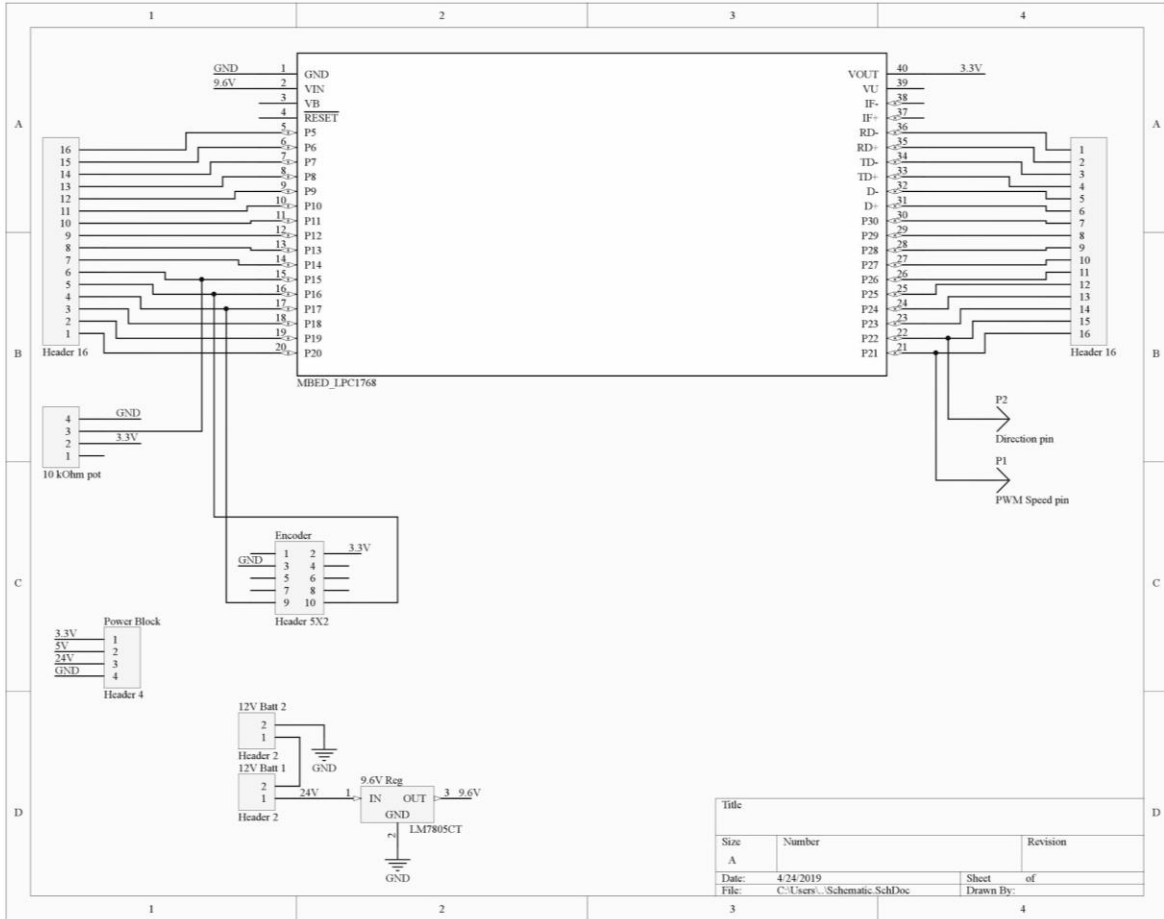 1 2 3 4
A
B
C
D
GND 1 GND
9.6V 2 VIN
3 VB
4 RESET
5 P5
6 P6
7 P7
8 P8
9 P9
10 P10
11 P11
12 P12
13 P13
14 P14
15 P15
16 P16
17 P17
18 P18
19 P19
20 P20
MBED_LPC1768
VOUT 40 3.3V
VU 39
IF- 38
IF+ 37
RD- 36
RD+ 35
TD- 34
TD+ 33
D- 32
D+ 31
P30 30
P29 29
P28 28
P27 27
P26 26
P25 25
P24 24
P23 23
P22 22
P21 21
16
15
14
13
12
11
10
9
8
7
6
5
4
3
2
1
Header 16
1
2
3
4
5
6
7
8
9
10
11
12
13
14
15
16
Header 16
A
B
C
D
4 GND
3
2 3.3V
1
10 kOhm pot
P2
Direction pin
P1
PWM Speed pin
Encoder
1 2 3.3V
GND 3 4
5 6
7 8
9 10
Header 5X2
Power Block
3.3V 1
5V 2
24V 3
GND 4
Header 4
12V Batt 2
2
1
Header 2
GND
12V Batt 1
2
1
Header 2
24V
9.6V Reg
1 IN OUT 3 9.6V
GND
2
LM7805CT
GND
Title
Size Number Revision
A
Date: 4/24/2019 Sheet of
File: C:\Users\..\Schematic.SchDoc Drawn By:
1 2 3 4